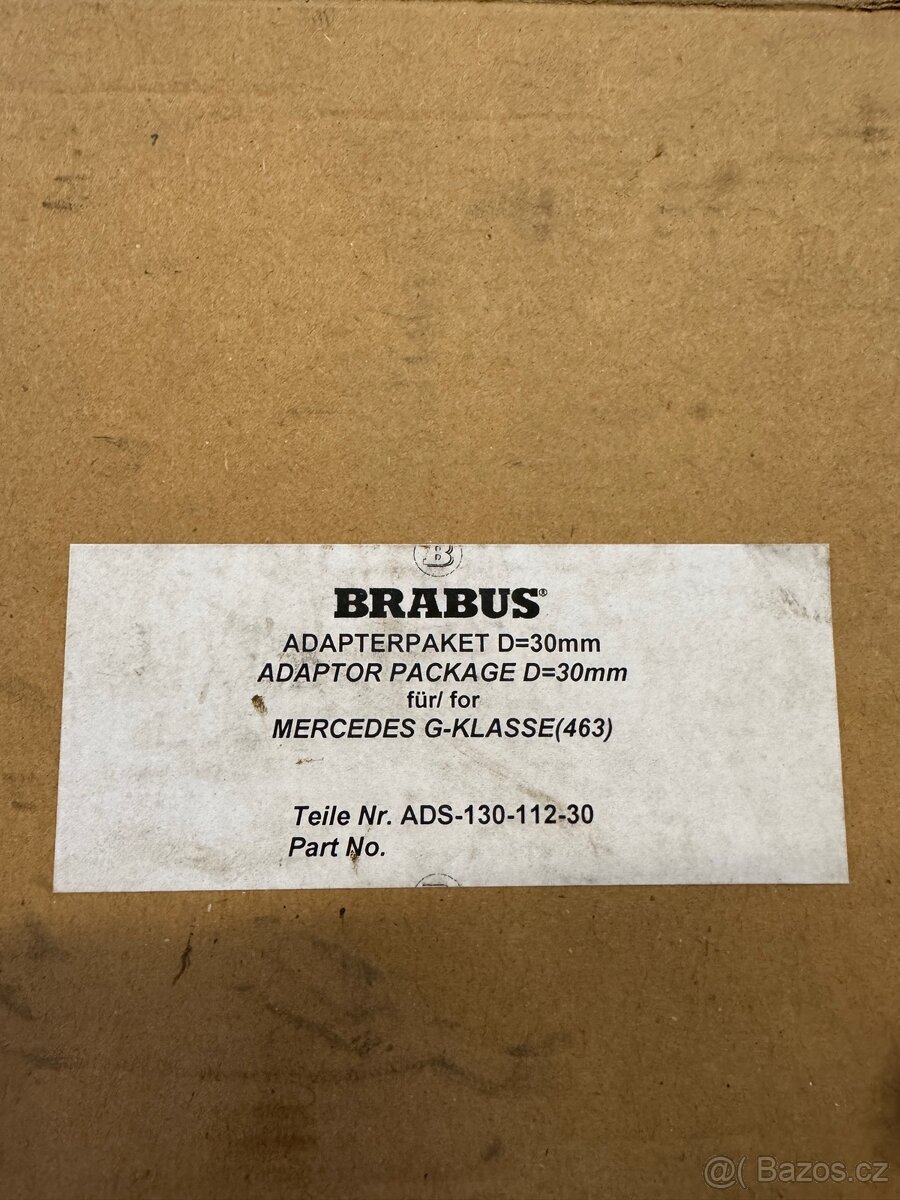 B
BRABUS®
ADAPTERPAKET D=30mm
ADAPTOR PACKAGE D=30mm
für/ for
MERCEDES G-KLASSE(463)
Teile Nr. ADS-130-112-30
Part No.
@( Bazos.cz